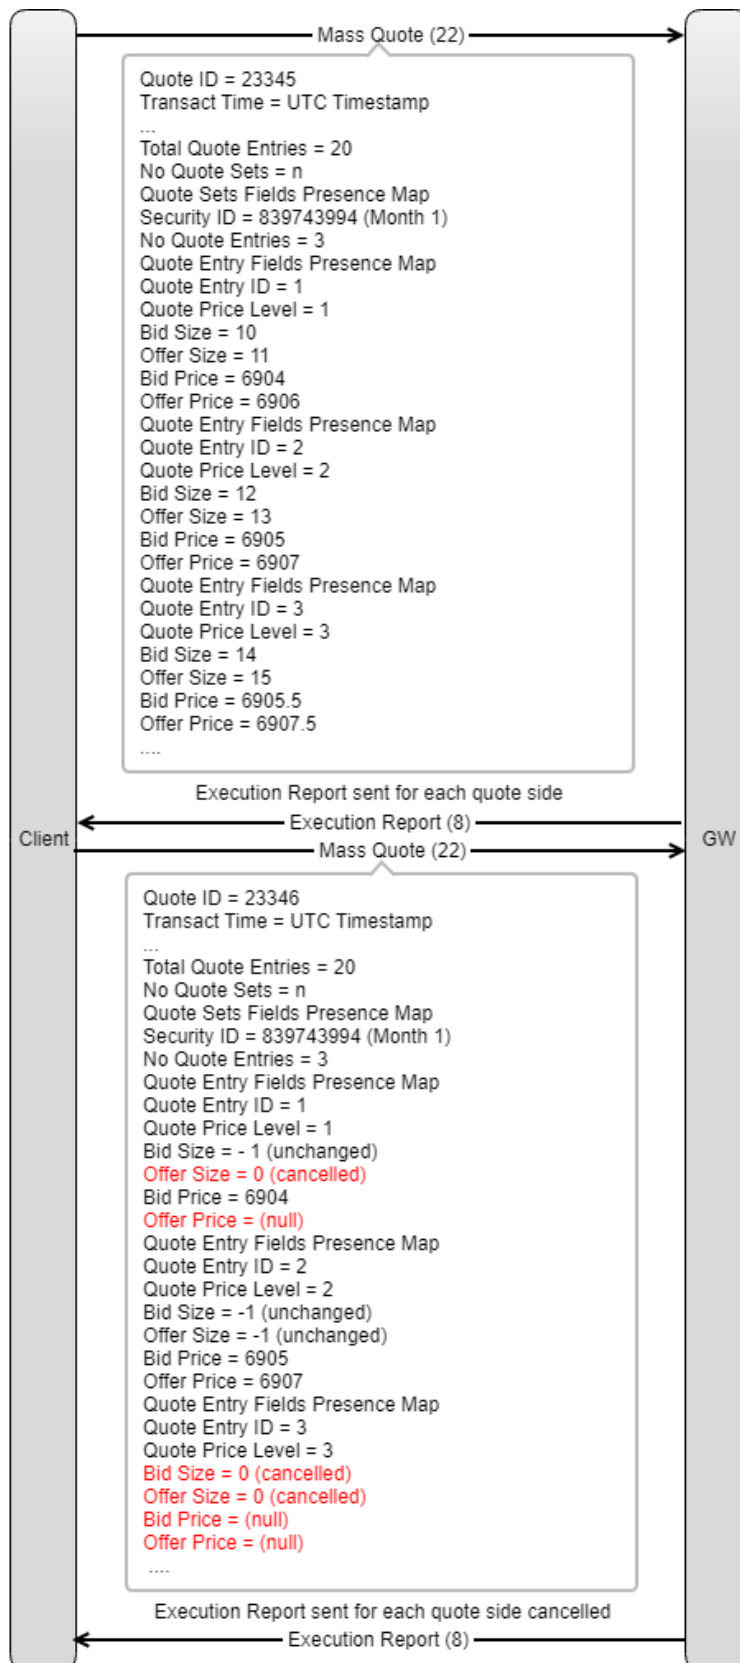 Mass Quote (22)
Quote ID = 23345
Transact Time = UTC Timestamp
...
Total Quote Entries = 20
No Quote Sets = n
Quote Sets Fields Presence Map
Security ID = 839743994 (Month 1)
No Quote Entries = 3
Quote Entry Fields Presence Map
Quote Entry ID = 1
Quote Price Level = 1
Bid Size = 10
Offer Size = 11
Bid Price = 6904
Offer Price = 6906
Quote Entry Fields Presence Map
Quote Entry ID = 2
Quote Price Level = 2
Bid Size = 12
Offer Size = 13
Bid Price = 6905
Offer Price = 6907
Quote Entry Fields Presence Map
Quote Entry ID = 3
Quote Price Level = 3
Bid Size = 14
Offer Size = 15
Bid Price = 6905.5
Offer Price = 6907.5
....
Execution Report sent for each quote side
Execution Report (8)
Client
GW
Mass Quote (22)
Quote ID = 23346
Transact Time = UTC Timestamp
...
Total Quote Entries = 20
No Quote Sets = n
Quote Sets Fields Presence Map
Security ID = 839743994 (Month 1)
No Quote Entries = 3
Quote Entry Fields Presence Map
Quote Entry ID = 1
Quote Price Level = 1
Bid Size = - 1 (unchanged)
Offer Size = 0 (cancelled)
Bid Price = 6904
Offer Price = (null)
Quote Entry Fields Presence Map
Quote Entry ID = 2
Quote Price Level = 2
Bid Size = -1 (unchanged)
Offer Size = -1 (unchanged)
Bid Price = 6905
Offer Price = 6907
Quote Entry Fields Presence Map
Quote Entry ID = 3
Quote Price Level = 3
Bid Size = 0 (cancelled)
Offer Size = 0 (cancelled)
Bid Price = (null)
Offer Price = (null)
....
Execution Report sent for each quote side cancelled
Execution Report (8)